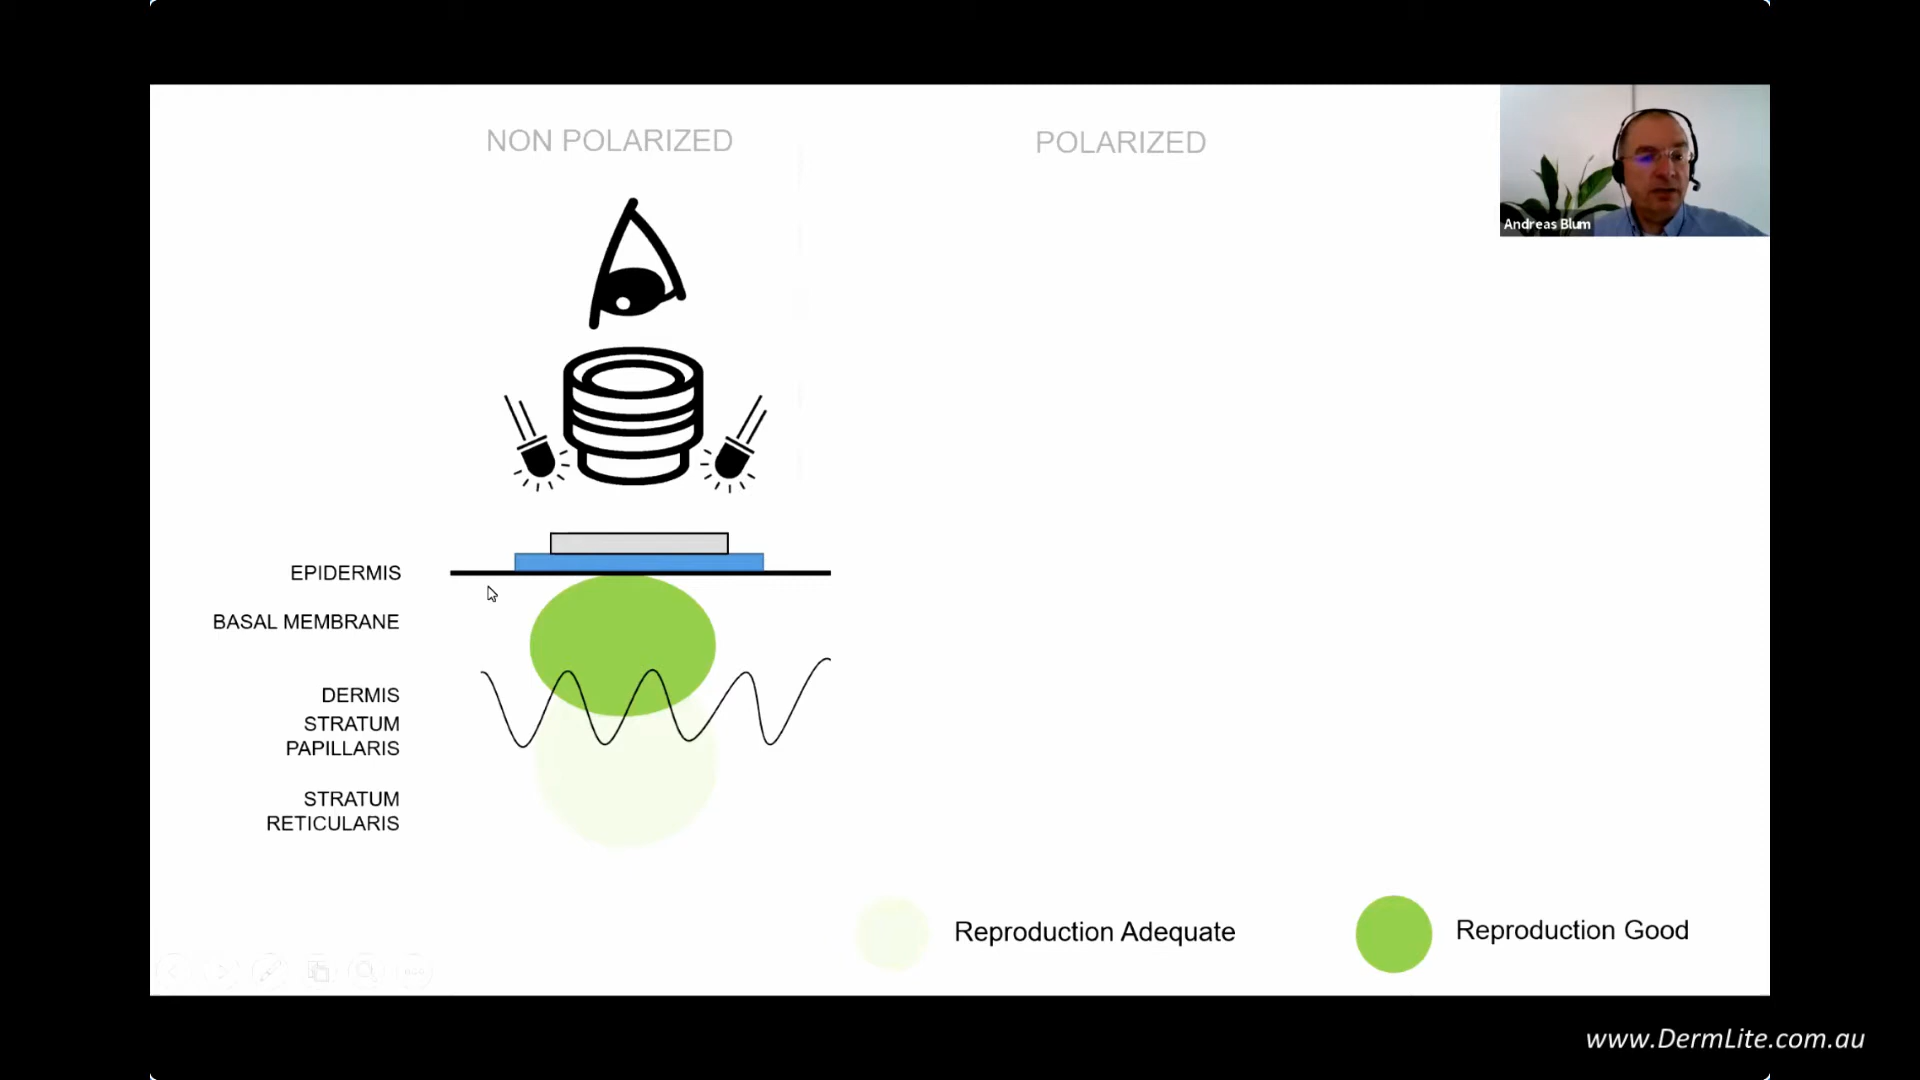 NON POLARIZED
POLARIZED
Andreas Blum
EPIDERMIS
BASAL MEMBRANE
DERMIS
STRATUM
PAPILLARIS
STRATUM
RETICULARIS
Reproduction Adequate
Reproduction Good
www.DermLite.com.au